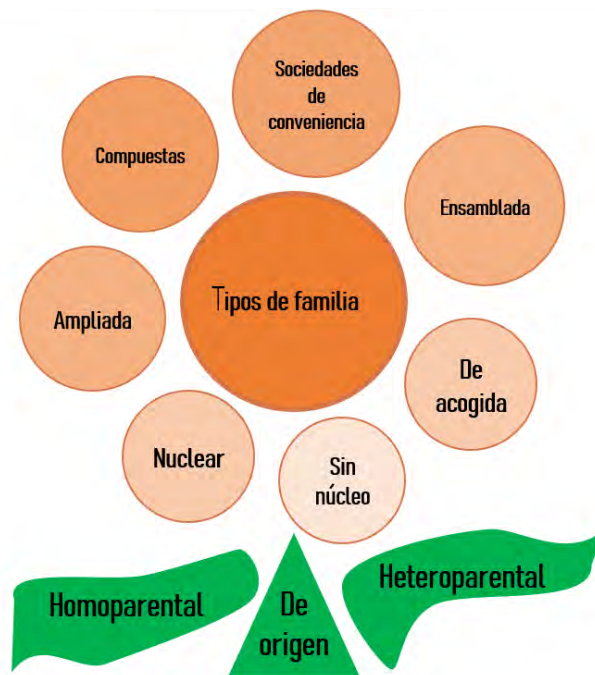 Sociedades
de
conveniencia
Compuestas
Ensamblada
Tipos de familia
Ampliada
De
acogida
Nuclear
Sin
núcleo
Homoparental
De
origen
Heteroparental